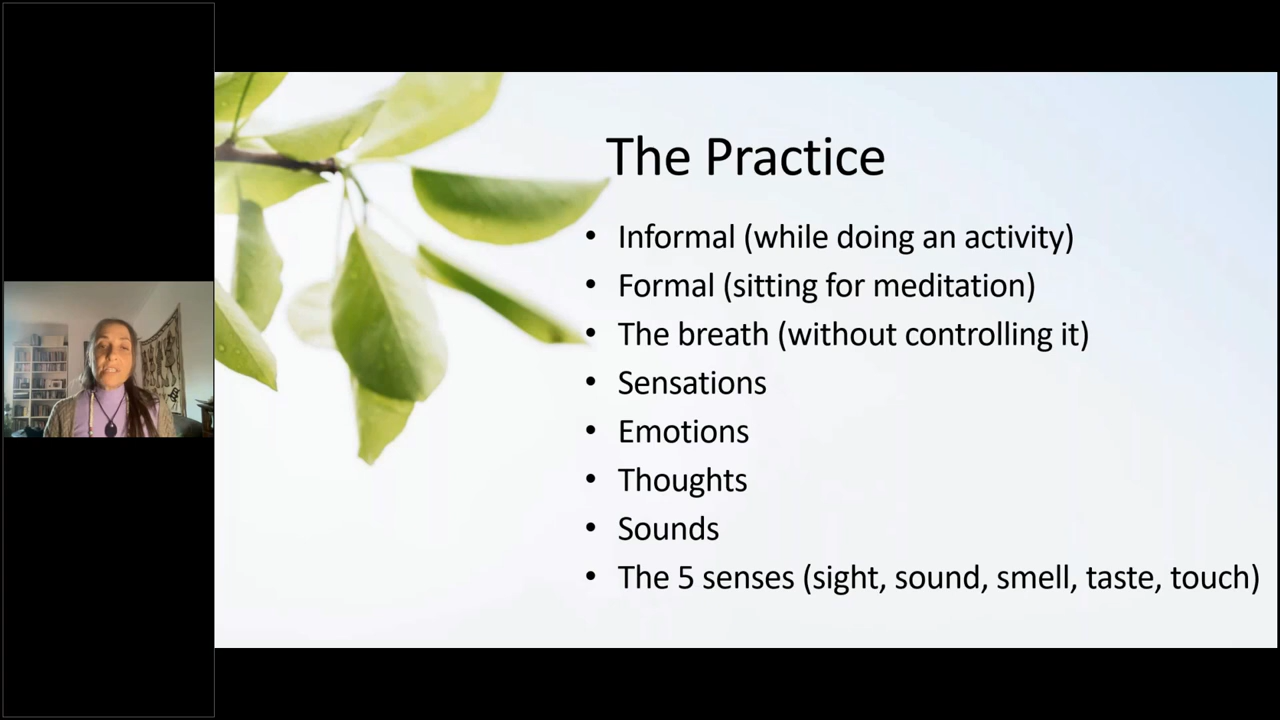 The Practice
• Informal (while doing an activity)
• Formal (sitting for meditation)
• The breath (without controlling it)
• Sensations
• Emotions
• Thoughts
• Sounds
• The 5 senses (sight, sound, smell, taste, touch)